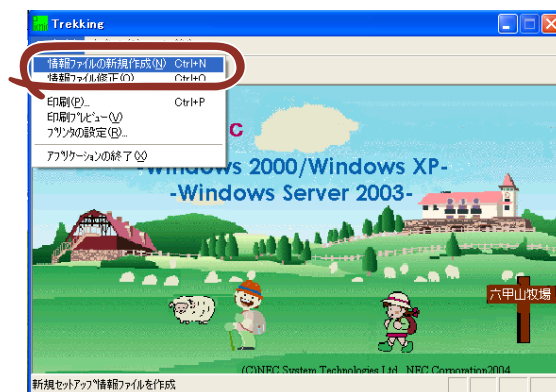 Trekking
情報ファイルの新規作成(N) Ctrl+N
情報ファイル修正(O) Ctrl+O
印刷(P)... Ctrl+P
印刷プレビュー(V)
プリンタの設定(R)...
アプリケーションの終了(X)
C
-Windows 2000/Windows XP-
-Windows Server 2003-
六甲山牧場
(C)NEC System Technologies Ltd. NEC Corporation2004
新規セットアップ情報ファイルを作成